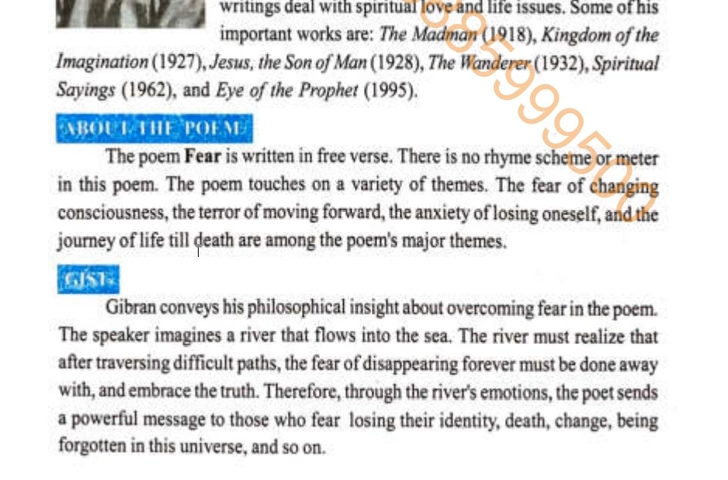 writings deal with spiritual love and life issues. Some of his
important works are: The Madman (1918), Kingdom of the
Imagination (1927), Jesus, the Son of Man (1928), The Wanderer (1932), Spiritual
Sayings (1962), and Eye of the Prophet (1995).
ABOUT THE POEM
The poem Fear is written in free verse. There is no rhyme scheme or meter
in this poem. The poem touches on a variety of themes. The fear of changing
consciousness, the terror of moving forward, the anxiety of losing oneself, and the
journey of life till death are among the poem's major themes.
GIST
Gibran conveys his philosophical insight about overcoming fear in the poem.
The speaker imagines a river that flows into the sea. The river must realize that
after traversing difficult paths, the fear of disappearing forever must be done away
with, and embrace the truth. Therefore, through the river's emotions, the poet sends
a powerful message to those who fear losing their identity, death, change, being
forgotten in this universe, and so on.